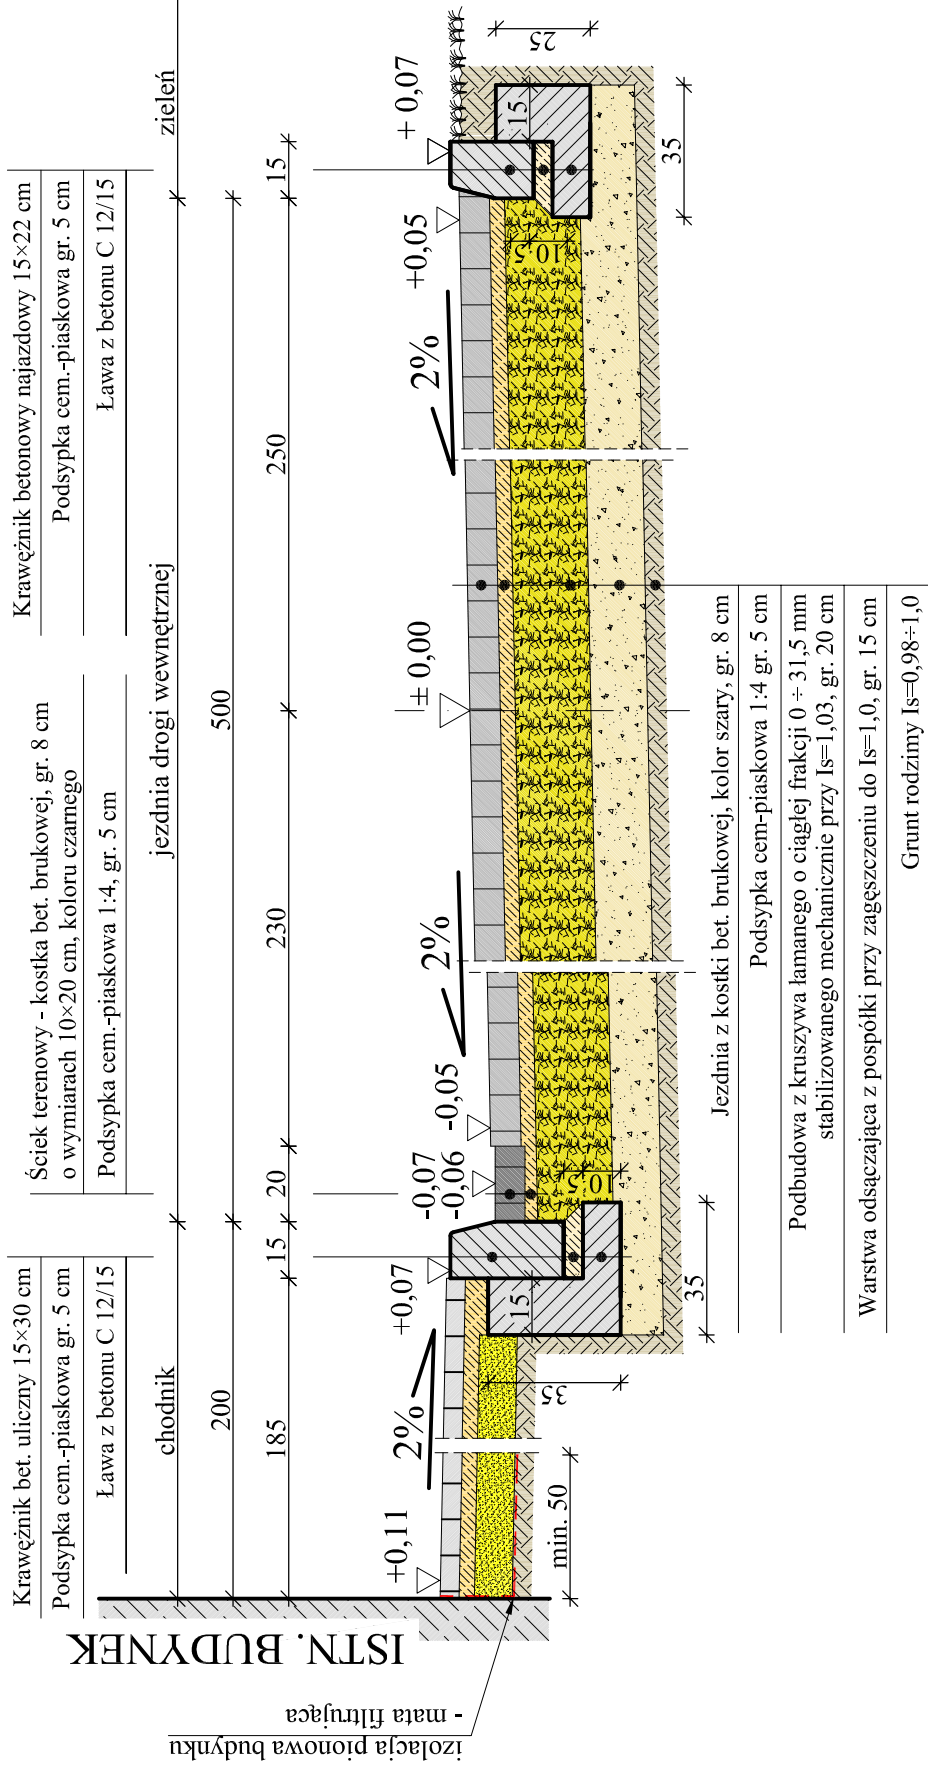 Krawężnik bet. uliczny 15×30 cm
Podsypka cem.-piaskowa gr. 5 cm
Ława z betonu C 12/15
Ściek terenowy - kostka bet. brukowej, gr. 8 cm
o wymiarach 10×20 cm, koloru czarnego
Podsypka cem.-piaskowa 1:4, gr. 5 cm
Krawężnik betonowy najazdowy 15×22 cm
Podsypka cem.-piaskowa gr. 5 cm
Ława z betonu C 12/15
chodnik
jezdnia drogi wewnętrznej
zieleń
200
500
185
15
20
230
250
15
+0,11
2%
+0,07
-0,07
-0,06
-0,05
2%
± 0,00
2%
+0,05
+ 0,07
ISTN. BUDYNEK
izolacja pionowa budynku
- mata filtrująca
min. 50
35
15
10
5
35
10
5
15
25
35
Jezdnia z kostki bet. brukowej, kolor szary, gr. 8 cm
Podsypka cem-piaskowa 1:4 gr. 5 cm
Podbudowa z kruszywa łamanego o ciągłej frakcji 0 ÷ 31,5 mm
stabilizowanego mechanicznie przy Is=1,03, gr. 20 cm
Warstwa odsączająca z pospółki przy zagęszczeniu do Is=1,0, gr. 15 cm
Grunt rodzimy Is=0,98÷1,0